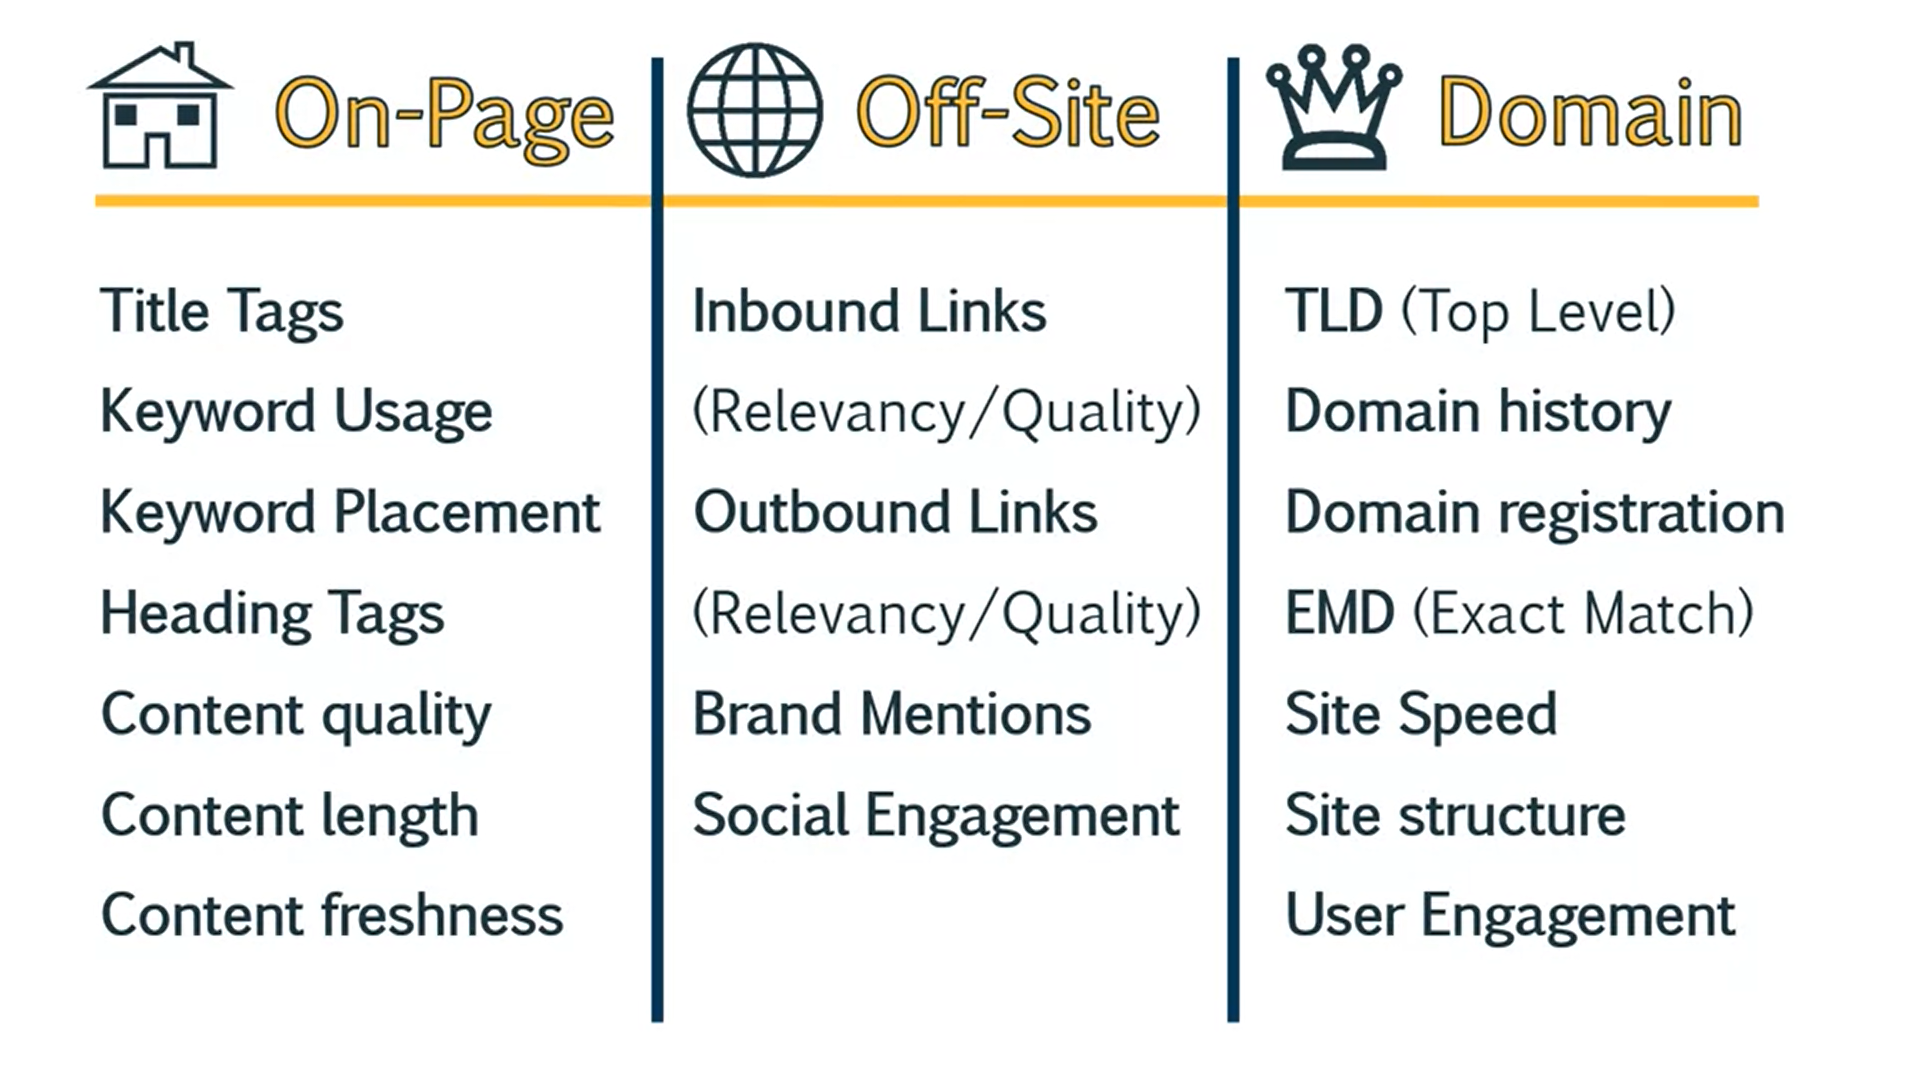 On-Page
Title Tags
Keyword Usage
Keyword Placement
Heading Tags
Content quality
Content length
Content freshness
Off-Site
Inbound Links
(Relevancy/Quality)
Outbound Links
(Relevancy/Quality)
Brand Mentions
Social Engagement
Domain
TLD (Top Level)
Domain history
Domain registration
EMD (Exact Match)
Site Speed
Site structure
User Engagement